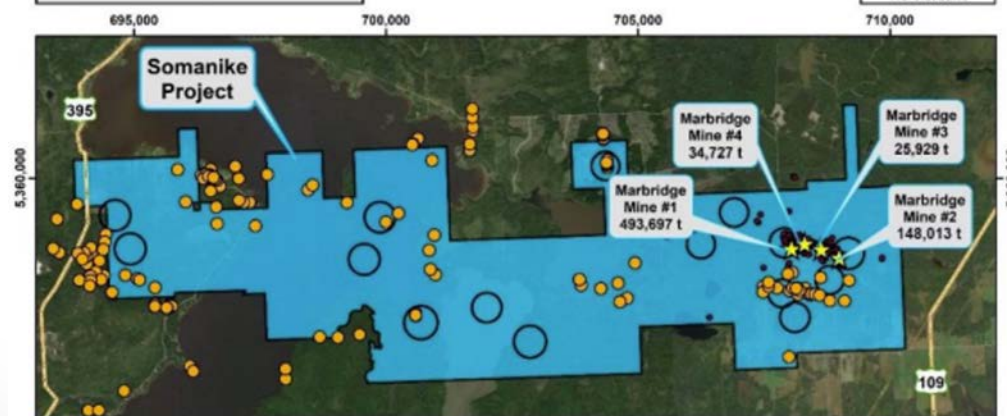 695,000
700,000
705,000
710,000
5,360,000
395
Somanike
Project
Marbridge
Mine #4
34,727 t
Marbridge
Mine #3
25,929 t
Marbridge
Mine #1
493,697 t
Marbridge
Mine #2
148,013 t
109